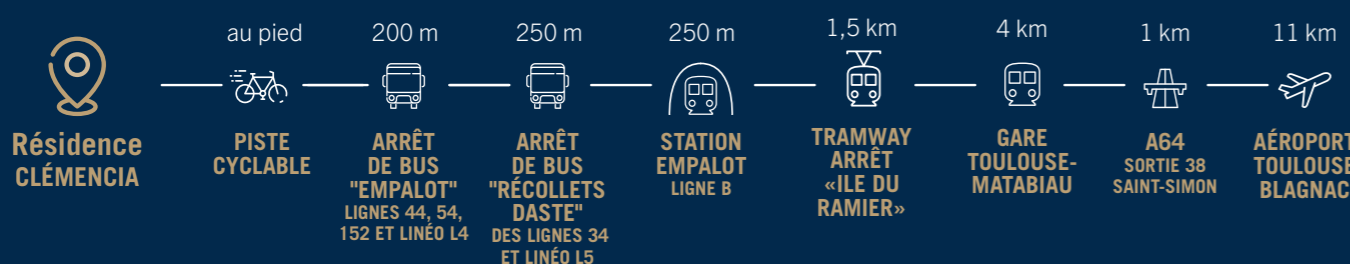 Résidence
CLÉMENCIA
au pied
PISTE
CYCLABLE
200 m
ARRÊT
DE BUS
"EMPALOT"
LIGNES 44, 54,
152 ET LINÉO L4
250 m
ARRÊT
DE BUS
"RÉCOLLETS
DASTE"
DES LIGNES 34
ET LINÉO L5
250 m
STATION
EMPALOT
LIGNE B
1,5 km
TRAMWAY
ARRÊT
«ILE DU
RAMIER»
4 km
GARE
TOULOUSE-
MATABIAU
1 km
A64
SORTIE 38
SAINT-SIMON
11 km
AÉROPORT
TOULOUSE
BLAGNAC